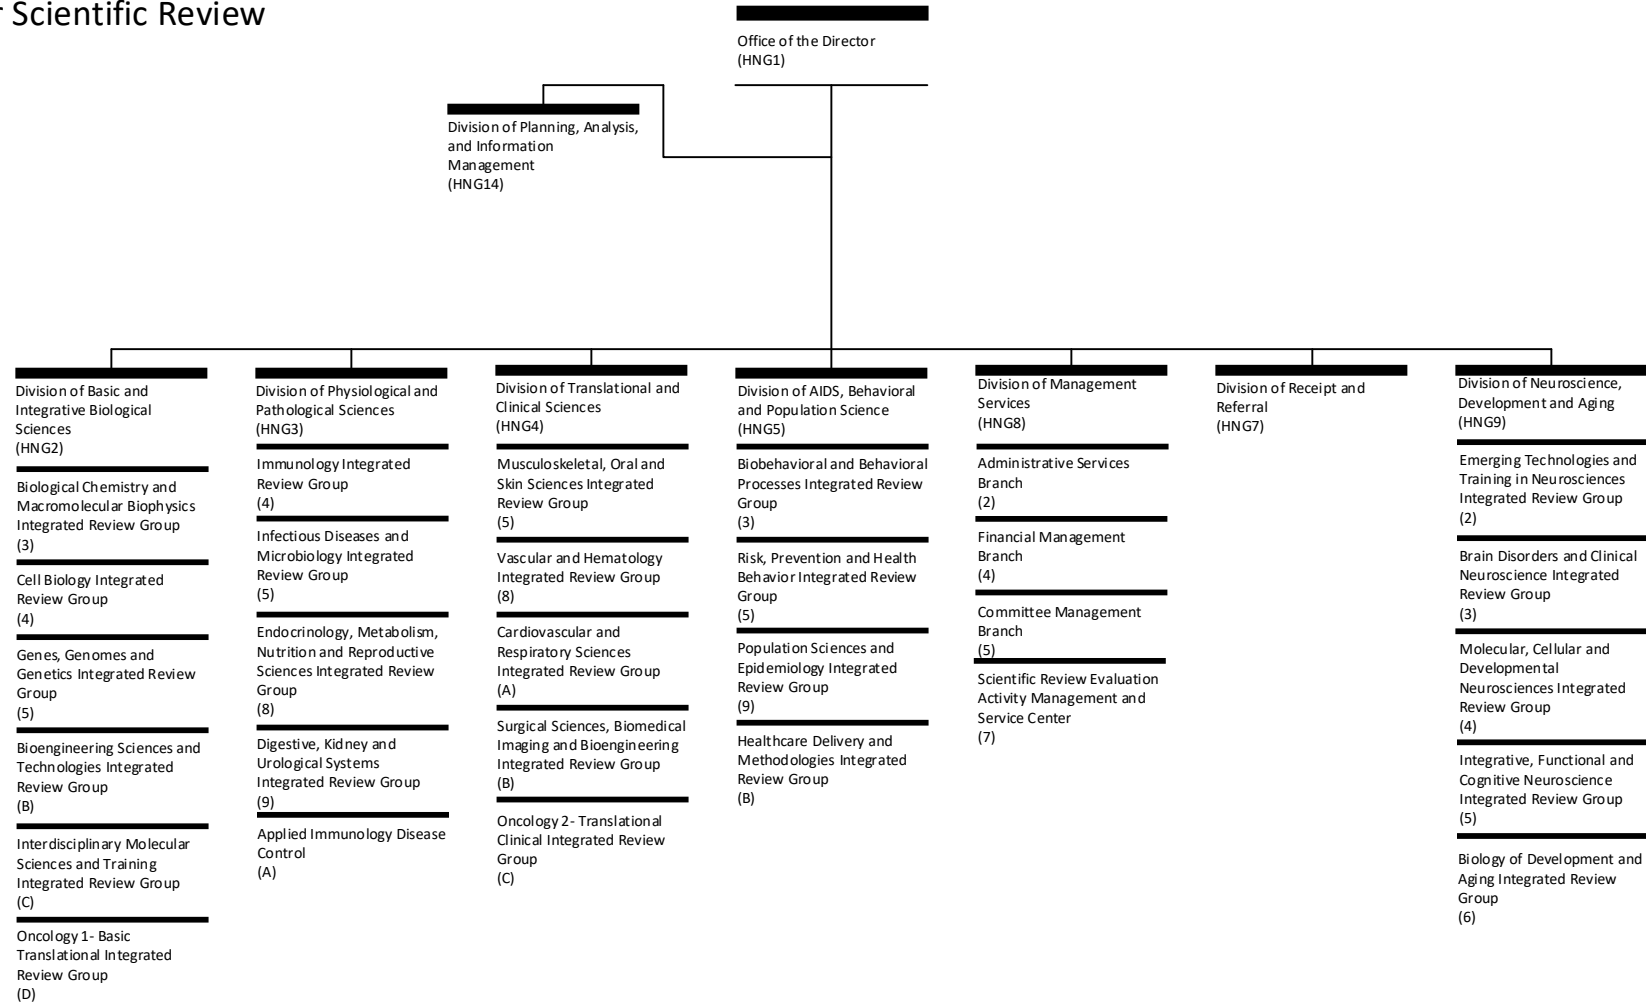 r Scientific Review
Office of the Director
(HNG1)
Division of Planning, Analysis,
and Information
Management
(HNG14)
Division of Basic and
Integrative Biological
Sciences
(HNG2)
Biological Chemistry and
Macromolecular Biophysics
Integrated Review Group
(3)
Cell Biology Integrated
Review Group
(4)
Genes, Genomes and
Genetics Integrated Review
Group
(5)
Bioengineering Sciences and
Technologies Integrated
Review Group
(B)
Interdisciplinary Molecular
Sciences and Training
Integrated Review Group
(C)
Oncology 1- Basic
Translational Integrated
Review Group
(D)
Division of Physiological and
Pathological Sciences
(HNG3)
Immunology Integrated
Review Group
(4)
Infectious Diseases and
Microbiology Integrated
Review Group
(5)
Endocrinology, Metabolism,
Nutrition and Reproductive
Sciences Integrated Review
Group
(8)
Digestive, Kidney and
Urological Systems
Integrated Review Group
(9)
Applied Immunology Disease
Control
(A)
Division of Translational and
Clinical Sciences
(HNG4)
Musculoskeletal, Oral and
Skin Sciences Integrated
Review Group
(5)
Vascular and Hematology
Integrated Review Group
(8)
Cardiovascular and
Respiratory Sciences
Integrated Review Group
(A)
Surgical Sciences, Biomedical
Imaging and Bioengineering
Integrated Review Group
(B)
Oncology 2- Translational
Clinical Integrated Review
Group
(C)
Division of AIDS, Behavioral
and Population Science
(HNG5)
Biobehavioral and Behavioral
Processes Integrated Review
Group
(3)
Risk, Prevention and Health
Behavior Integrated Review
Group
(5)
Population Sciences and
Epidemiology Integrated
Review Group
(9)
Healthcare Delivery and
Methodologies Integrated
Review Group
(B)
Division of Management
Services
(HNG8)
Administrative Services
Branch
(2)
Financial Management
Branch
(4)
Committee Management
Branch
(5)
Scientific Review Evaluation
Activity Management and
Service Center
(7)
Division of Receipt and
Referral
(HNG7)
Division of Neuroscience,
Development and Aging
(HNG9)
Emerging Technologies and
Training in Neurosciences
Integrated Review Group
(2)
Brain Disorders and Clinical
Neuroscience Integrated
Review Group
(3)
Molecular, Cellular and
Developmental
Neurosciences Integrated
Review Group
(4)
Integrative, Functional and
Cognitive Neuroscience
Integrated Review Group
(5)
Biology of Development and
Aging Integrated Review
Group
(6)